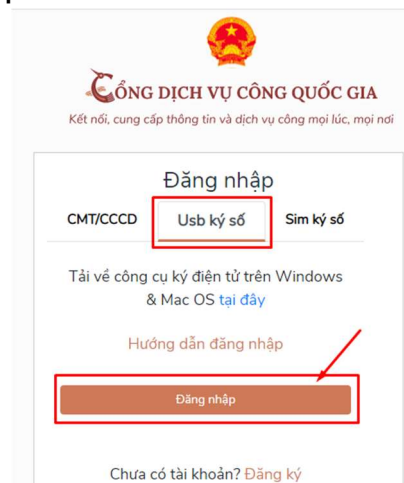 CỔNG DỊCH VỤ CÔNG QUỐC GIA
Kết nối, cung cấp thông tin và dịch vụ công mọi lúc, mọi nơi
Đăng nhập
CMT/CCCD Usb ký số Sim ký số
Tải về công cụ ký điện tử trên Windows
& Mac OS tại đây
Hướng dẫn đăng nhập
Đăng nhập
Chưa có tài khoản? Đăng ký